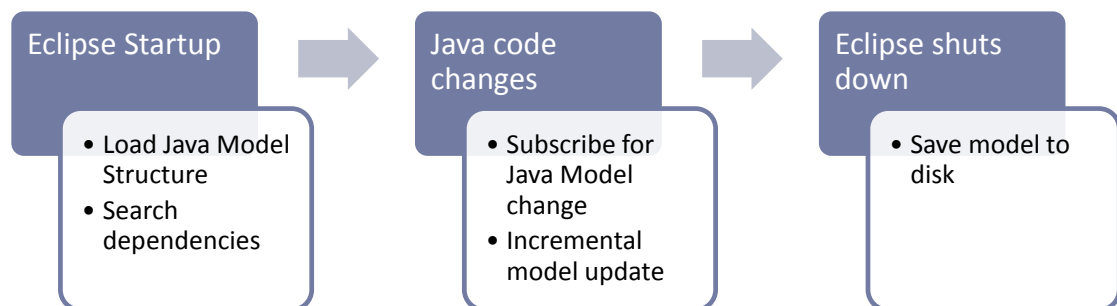 Eclipse Startup
• Load Java Model
Structure
• Search
dependencies
Java code
changes
• Subscribe for
Java Model
change
• Incremental
model update
Eclipse shuts
down
• Save model to
disk